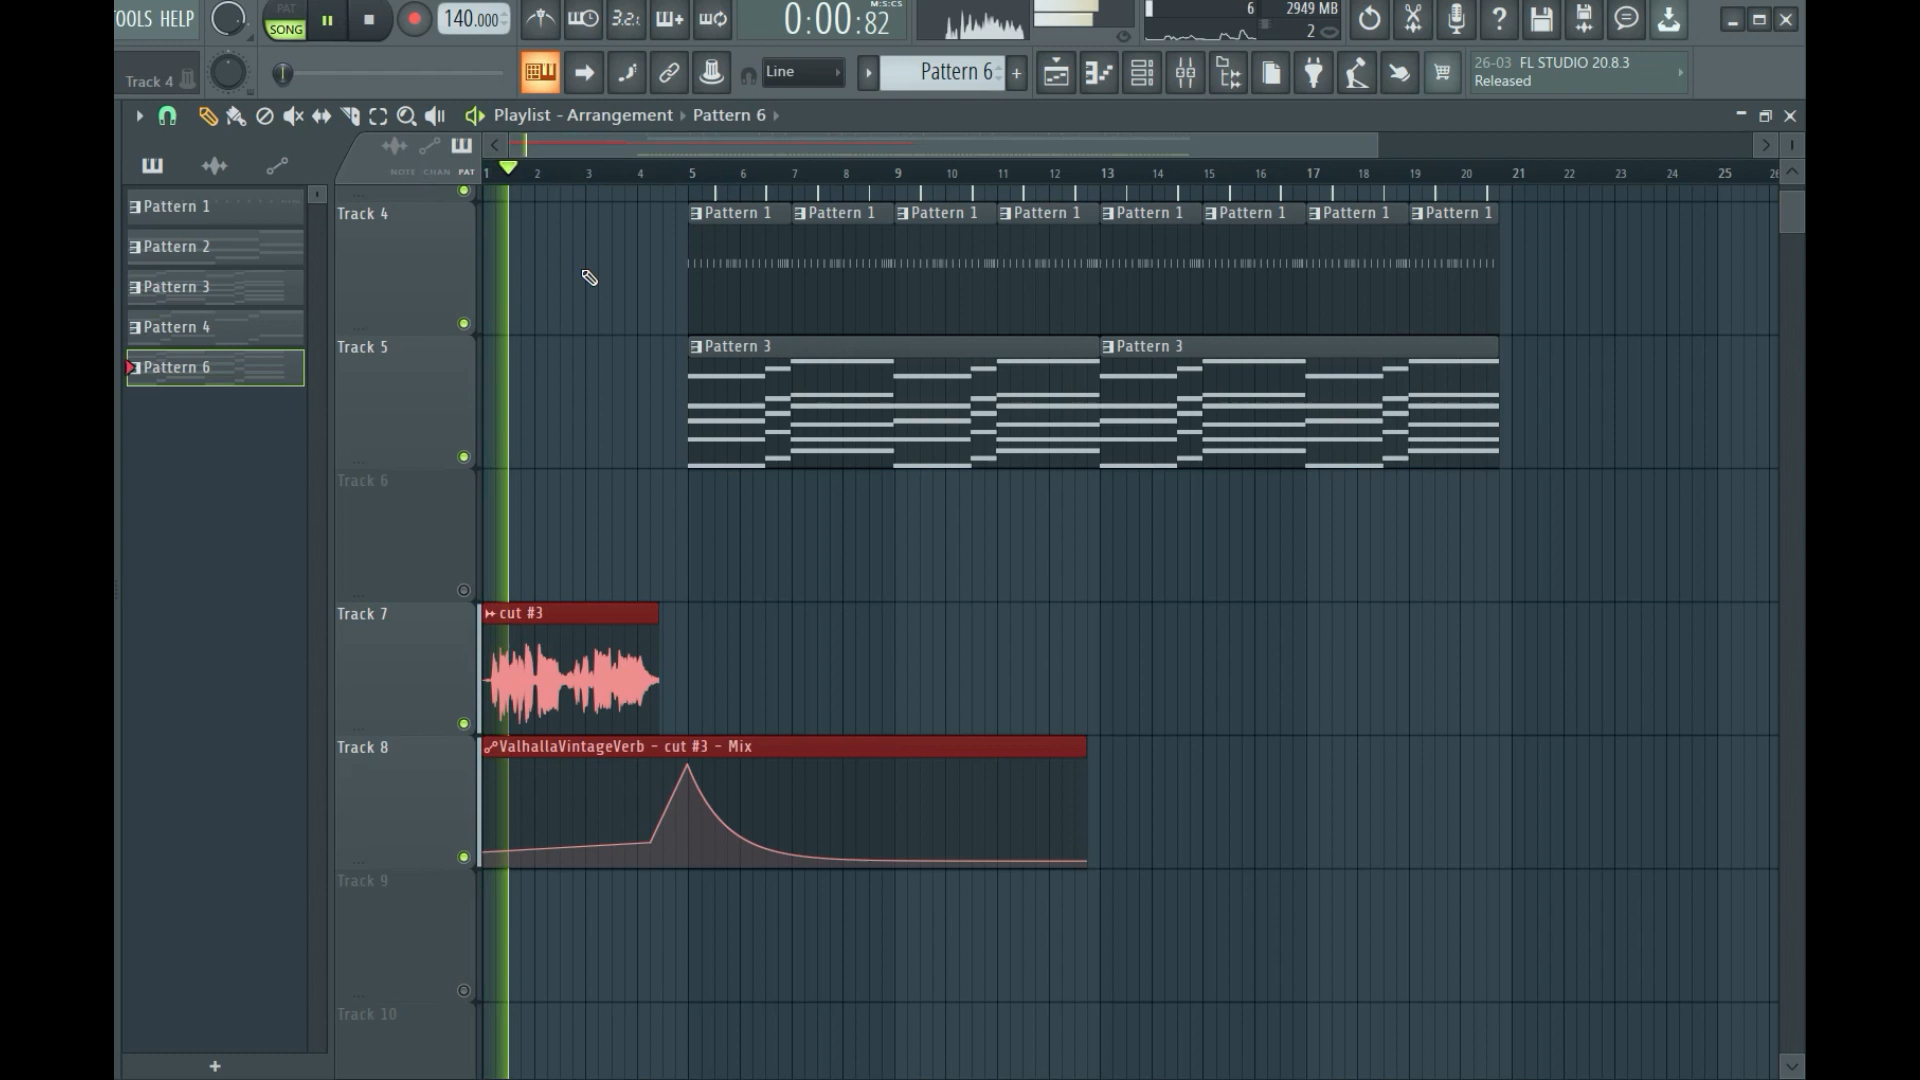 TOOLS HELP
PAT
SONG
140.000
3.2.
0:00:82
M:S:CS
6
2949 MB
2
Track 4
Line
Pattern 6
+
26-03 FL STUDIO 20.8.3
Released
Playlist - Arrangement Pattern 6
NOTE CHAN PAT
1 2 3 4 5 6 7 8 9 10 11 12 13 14 15 16 17 18 19 20 21 22 23 24 25 26
Pattern 1
Pattern 2
Pattern 3
Pattern 4
Pattern 6
+
Track 4
Pattern 1 Pattern 1 Pattern 1 Pattern 1 Pattern 1 Pattern 1 Pattern 1 Pattern 1
Track 5
Pattern 3 Pattern 3
Track 6
Track 7
cut #3
Track 8
ValhallaVintageVerb - cut #3 - Mix
Track 9
Track 10